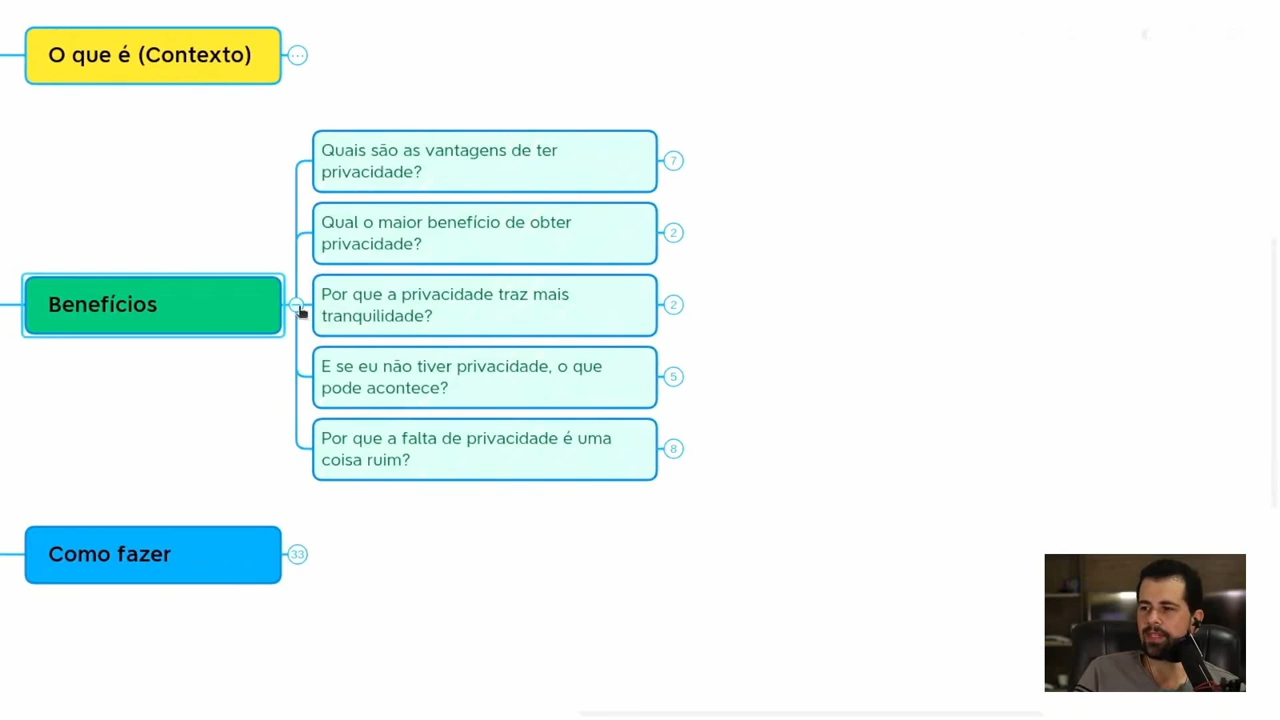 O que é (Contexto)
Quais são as vantagens de ter
privacidade?
7
Qual o maior benefício de obter
privacidade?
2
Benefícios
Por que a privacidade traz mais
tranquilidade?
2
E se eu não tiver privacidade, o que
pode acontece?
5
Por que a falta de privacidade é uma
coisa ruim?
8
Como fazer
33